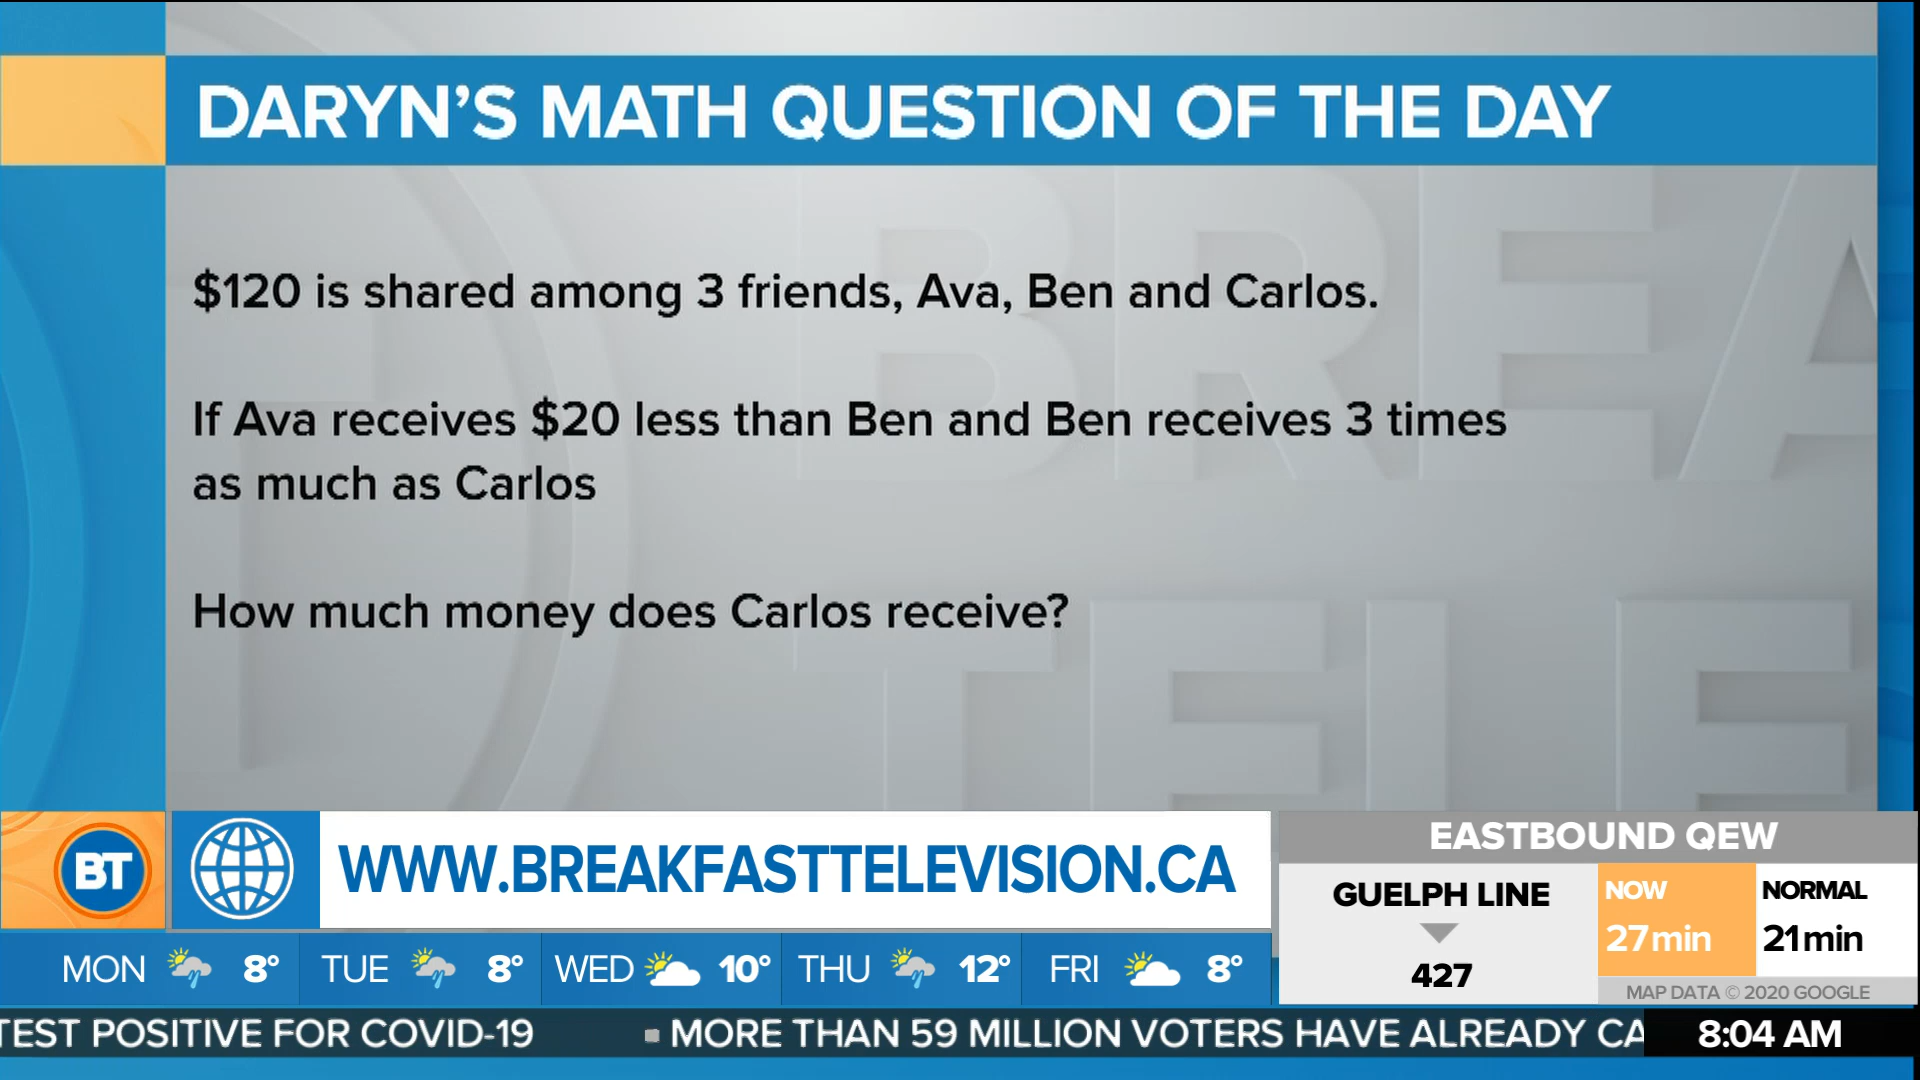 DARYN'S MATH QUESTION OF THE DAY
$120 is shared among 3 friends, Ava, Ben and Carlos.
If Ava receives $20 less than Ben and Ben receives 3 times
as much as Carlos
How much money does Carlos receive?
BREA
TELE
BT
WWW.BREAKFASTTELEVISION.CA
EASTBOUND QEW
GUELPH LINE
427
NOW
27min
NORMAL
21min
MAP DATA © 2020 GOOGLE
MON 8° TUE 8° WED 10° THU 12° FRI 8°
TEST POSITIVE FOR COVID-19 ▪ MORE THAN 59 MILLION VOTERS HAVE ALREADY CA
8:04 AM